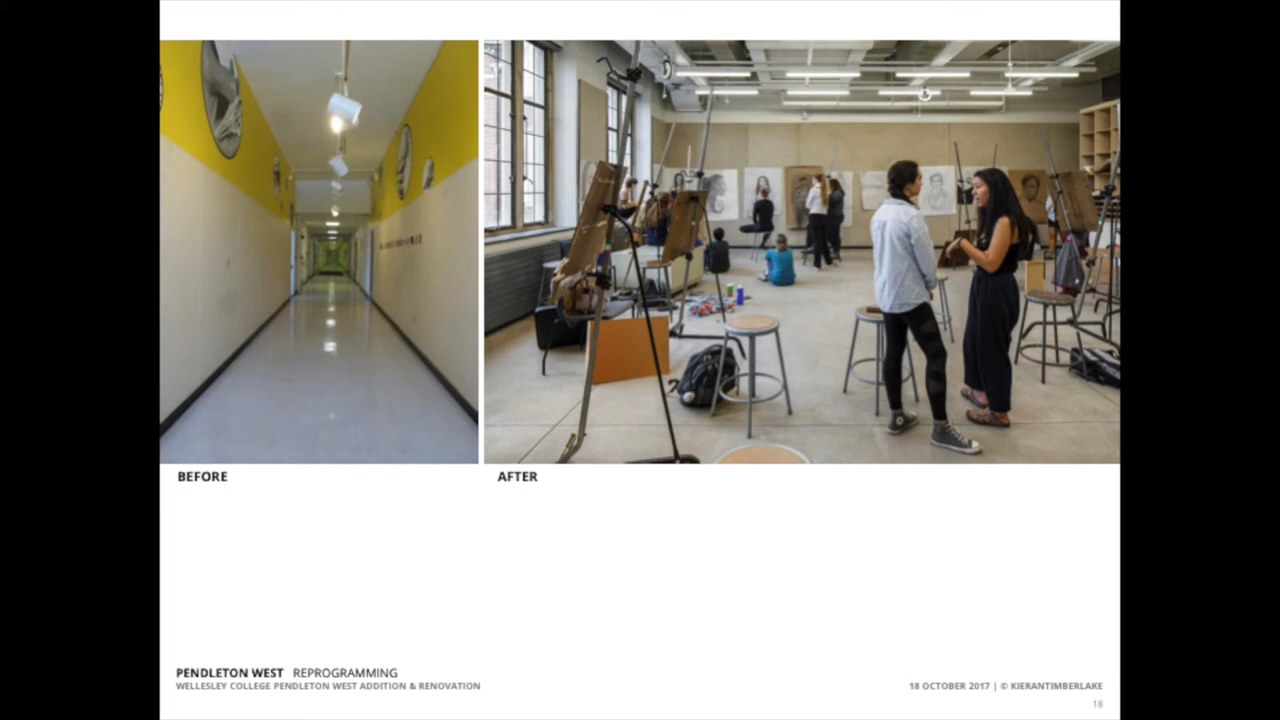 BEFORE
AFTER
PENDLETON WEST REPROGRAMMING
WELLESLEY COLLEGE PENDLETON WEST ADDITION & RENOVATION
18 OCTOBER 2017 | © KIERANTIMBERLAKE
18